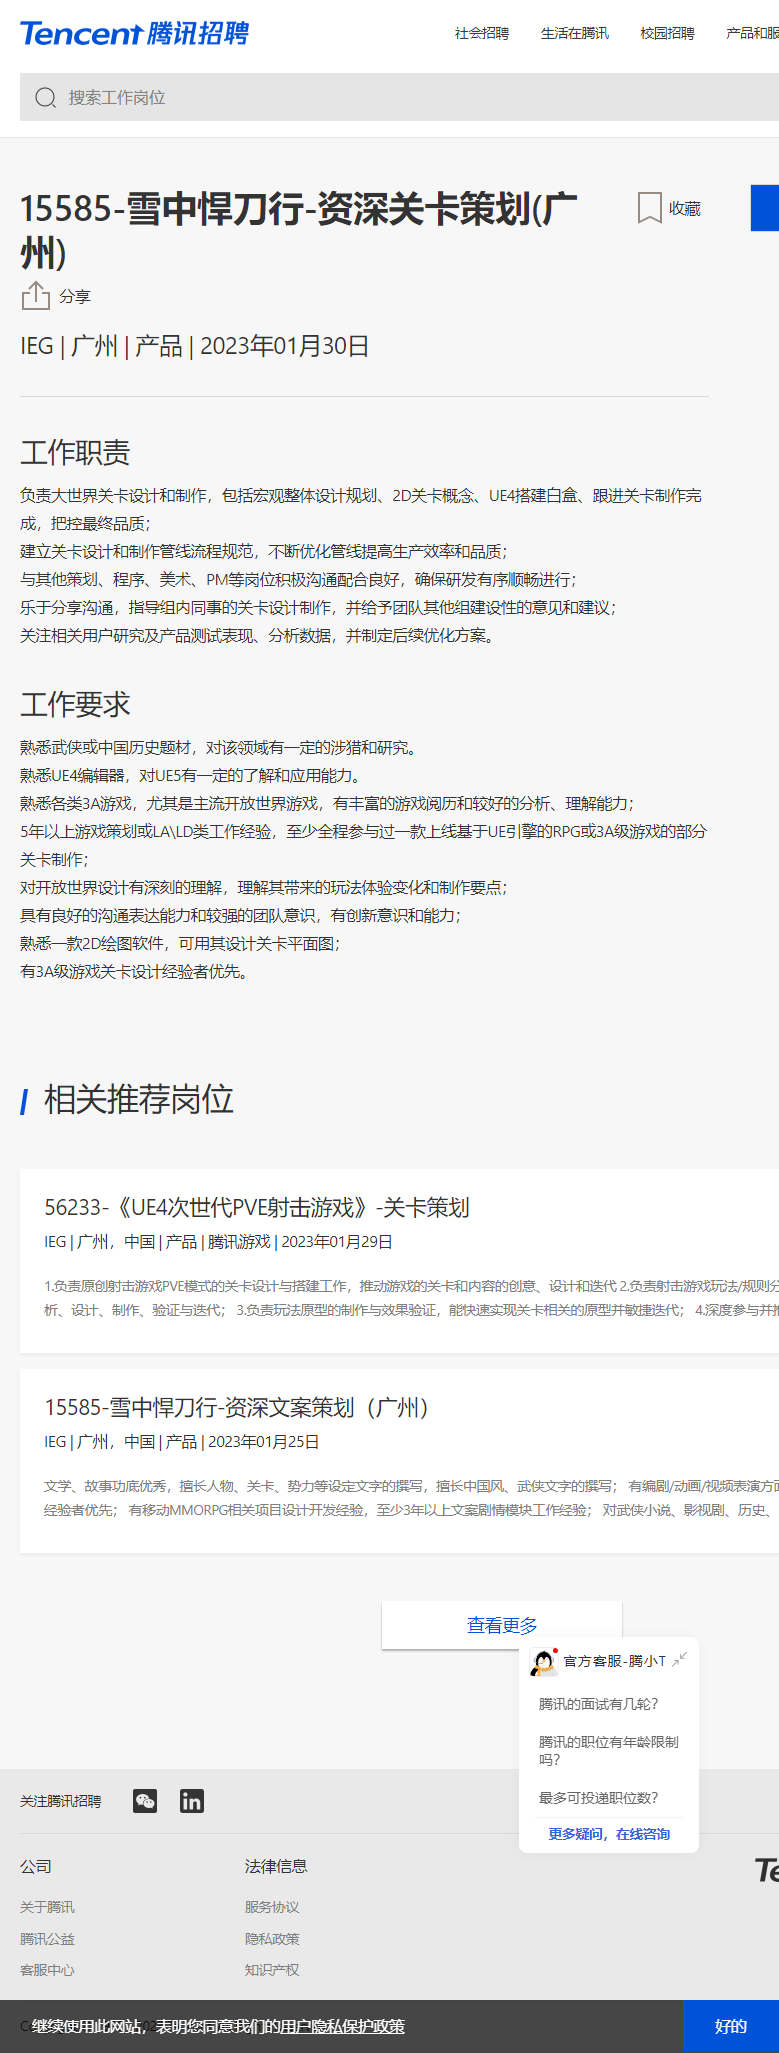 Tencent 腾讯招聘
社会招聘 生活在腾讯 校园招聘 产品和服
搜索工作岗位
15585-雪中悍刀行-资深关卡策划(广
州)
收藏
分享
IEG | 广州 | 产品 | 2023年01月30日
工作职责
负责大世界关卡设计和制作，包括宏观整体设计规划、2D关卡概念、UE4搭建白盒、跟进关卡制作完
成，把控最终品质；
建立关卡设计和制作管线流程规范，不断优化管线提高生产效率和品质；
与其他策划、程序、美术、PM等岗位积极沟通配合良好，确保研发有序顺畅进行；
乐于分享沟通，指导组内同事的关卡设计制作，并给予团队其他组建设性的意见和建议；
关注相关用户研究及产品测试表现、分析数据，并制定后续优化方案。
工作要求
熟悉武侠或中国历史题材，对该领域有一定的涉猎和研究。
熟悉UE4编辑器，对UE5有一定的了解和应用能力。
熟悉各类3A游戏，尤其是主流开放世界游戏，有丰富的游戏阅历和较好的分析、理解能力；
5年以上游戏策划或LA\LD类工作经验，至少全程参与过一款上线基于UE引擎的RPG或3A级游戏的部分
关卡制作；
对开放世界设计有深刻的理解，理解其带来的玩法体验变化和制作要点；
具有良好的沟通表达能力和较强的团队意识，有创新意识和能力；
熟悉一款2D绘图软件，可用其设计关卡平面图；
有3A级游戏关卡设计经验者优先。
相关推荐岗位
56233-《UE4次世代PVE射击游戏》-关卡策划
IEG | 广州，中国 | 产品 | 腾讯游戏 | 2023年01月29日
1.负责原创射击游戏PVE模式的关卡设计与搭建工作，推动游戏的关卡和内容的创意、设计和迭代 2.负责射击游戏玩法/规则分
析、设计、制作、验证与迭代； 3.负责玩法原型的制作与效果验证，能快速实现关卡相关的原型并敏捷迭代； 4.深度参与并推
15585-雪中悍刀行-资深文案策划（广州）
IEG | 广州，中国 | 产品 | 2023年01月25日
文学、故事功底优秀，擅长人物、关卡、势力等设定文字的撰写，擅长中国风、武侠文字的撰写； 有编剧/动画/视频表演方面
经验者优先； 有移动MMORPG相关项目设计开发经验，至少3年以上文案剧情模块工作经验； 对武侠小说、影视剧、历史、
查看更多
官方客服-腾小T
腾讯的面试有几轮?
腾讯的职位有年龄限制
吗?
最多可投递职位数?
更多疑问，在线咨询
关注腾讯招聘
公司 法律信息
关于腾讯 服务协议
腾讯公益 隐私政策
客服中心 知识产权
继续使用此网站，表明您同意我们的用户隐私保护政策
好的